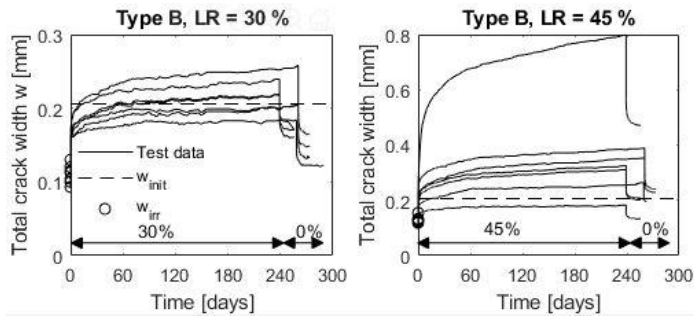 Type B, LR = 30 %
Total crack width w [mm]
0.3
0.2
0.1
0
Test data
w_init
w_irr
30%
0%
0 60 120 180 240 300
Time [days]
Type B, LR = 45 %
Total crack width [mm]
0.8
0.6
0.4
0.2
0
45%
0%
0 60 120 180 240 300
Time [days]